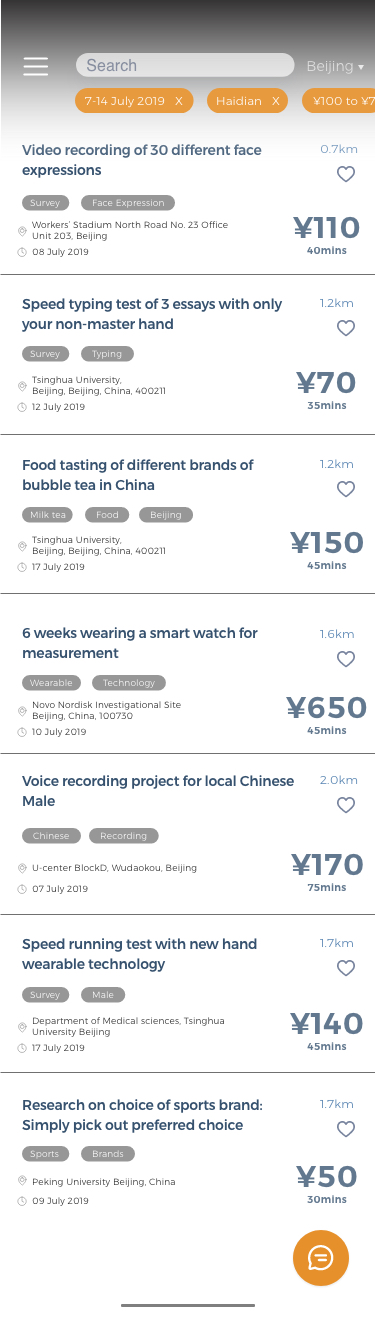 Search
Beijing
7-14 July 2019 X
Haidian X
¥100 to ¥7
Video recording of 30 different face
expressions
0.7km
Survey
Face Expression
Workers' Stadium North Road No. 23 Office
Unit 203, Beijing
08 July 2019
¥110
40mins
Speed typing test of 3 essays with only
your non-master hand
1.2km
Survey
Typing
Tsinghua University,
Beijing, Beijing, China, 400211
12 July 2019
¥70
35mins
Food tasting of different brands of
bubble tea in China
1.2km
Milk tea
Food
Beijing
Tsinghua University,
Beijing, Beijing, China, 400211
17 July 2019
¥150
45mins
6 weeks wearing a smart watch for
measurement
1.6km
Wearable
Technology
Novo Nordisk Investigational Site
Beijing, China, 100730
10 July 2019
¥650
45mins
Voice recording project for local Chinese
Male
2.0km
Chinese
Recording
U-center BlockD, Wudaokou, Beijing
07 July 2019
¥170
75mins
Speed running test with new hand
wearable technology
1.7km
Survey
Male
Department of Medical sciences, Tsinghua
University Beijing
17 July 2019
¥140
45mins
Research on choice of sports brand:
Simply pick out preferred choice
1.7km
Sports
Brands
Peking University Beijing, China
09 July 2019
¥50
30mins